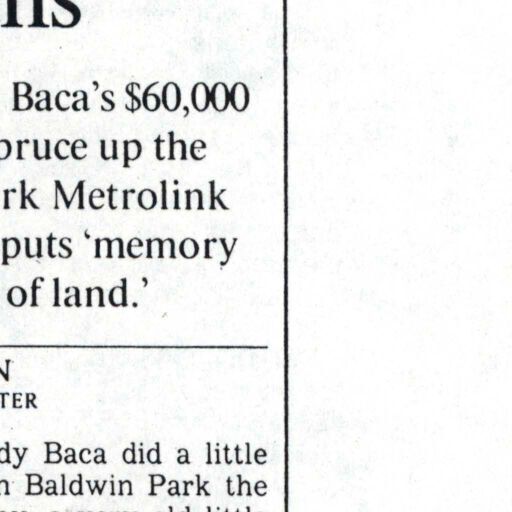 ns
Baca's $60,000
pruce up the
rk Metrolink
puts 'memory
of land.'
N
TER
dy Baca did a little
n Baldwin Park the